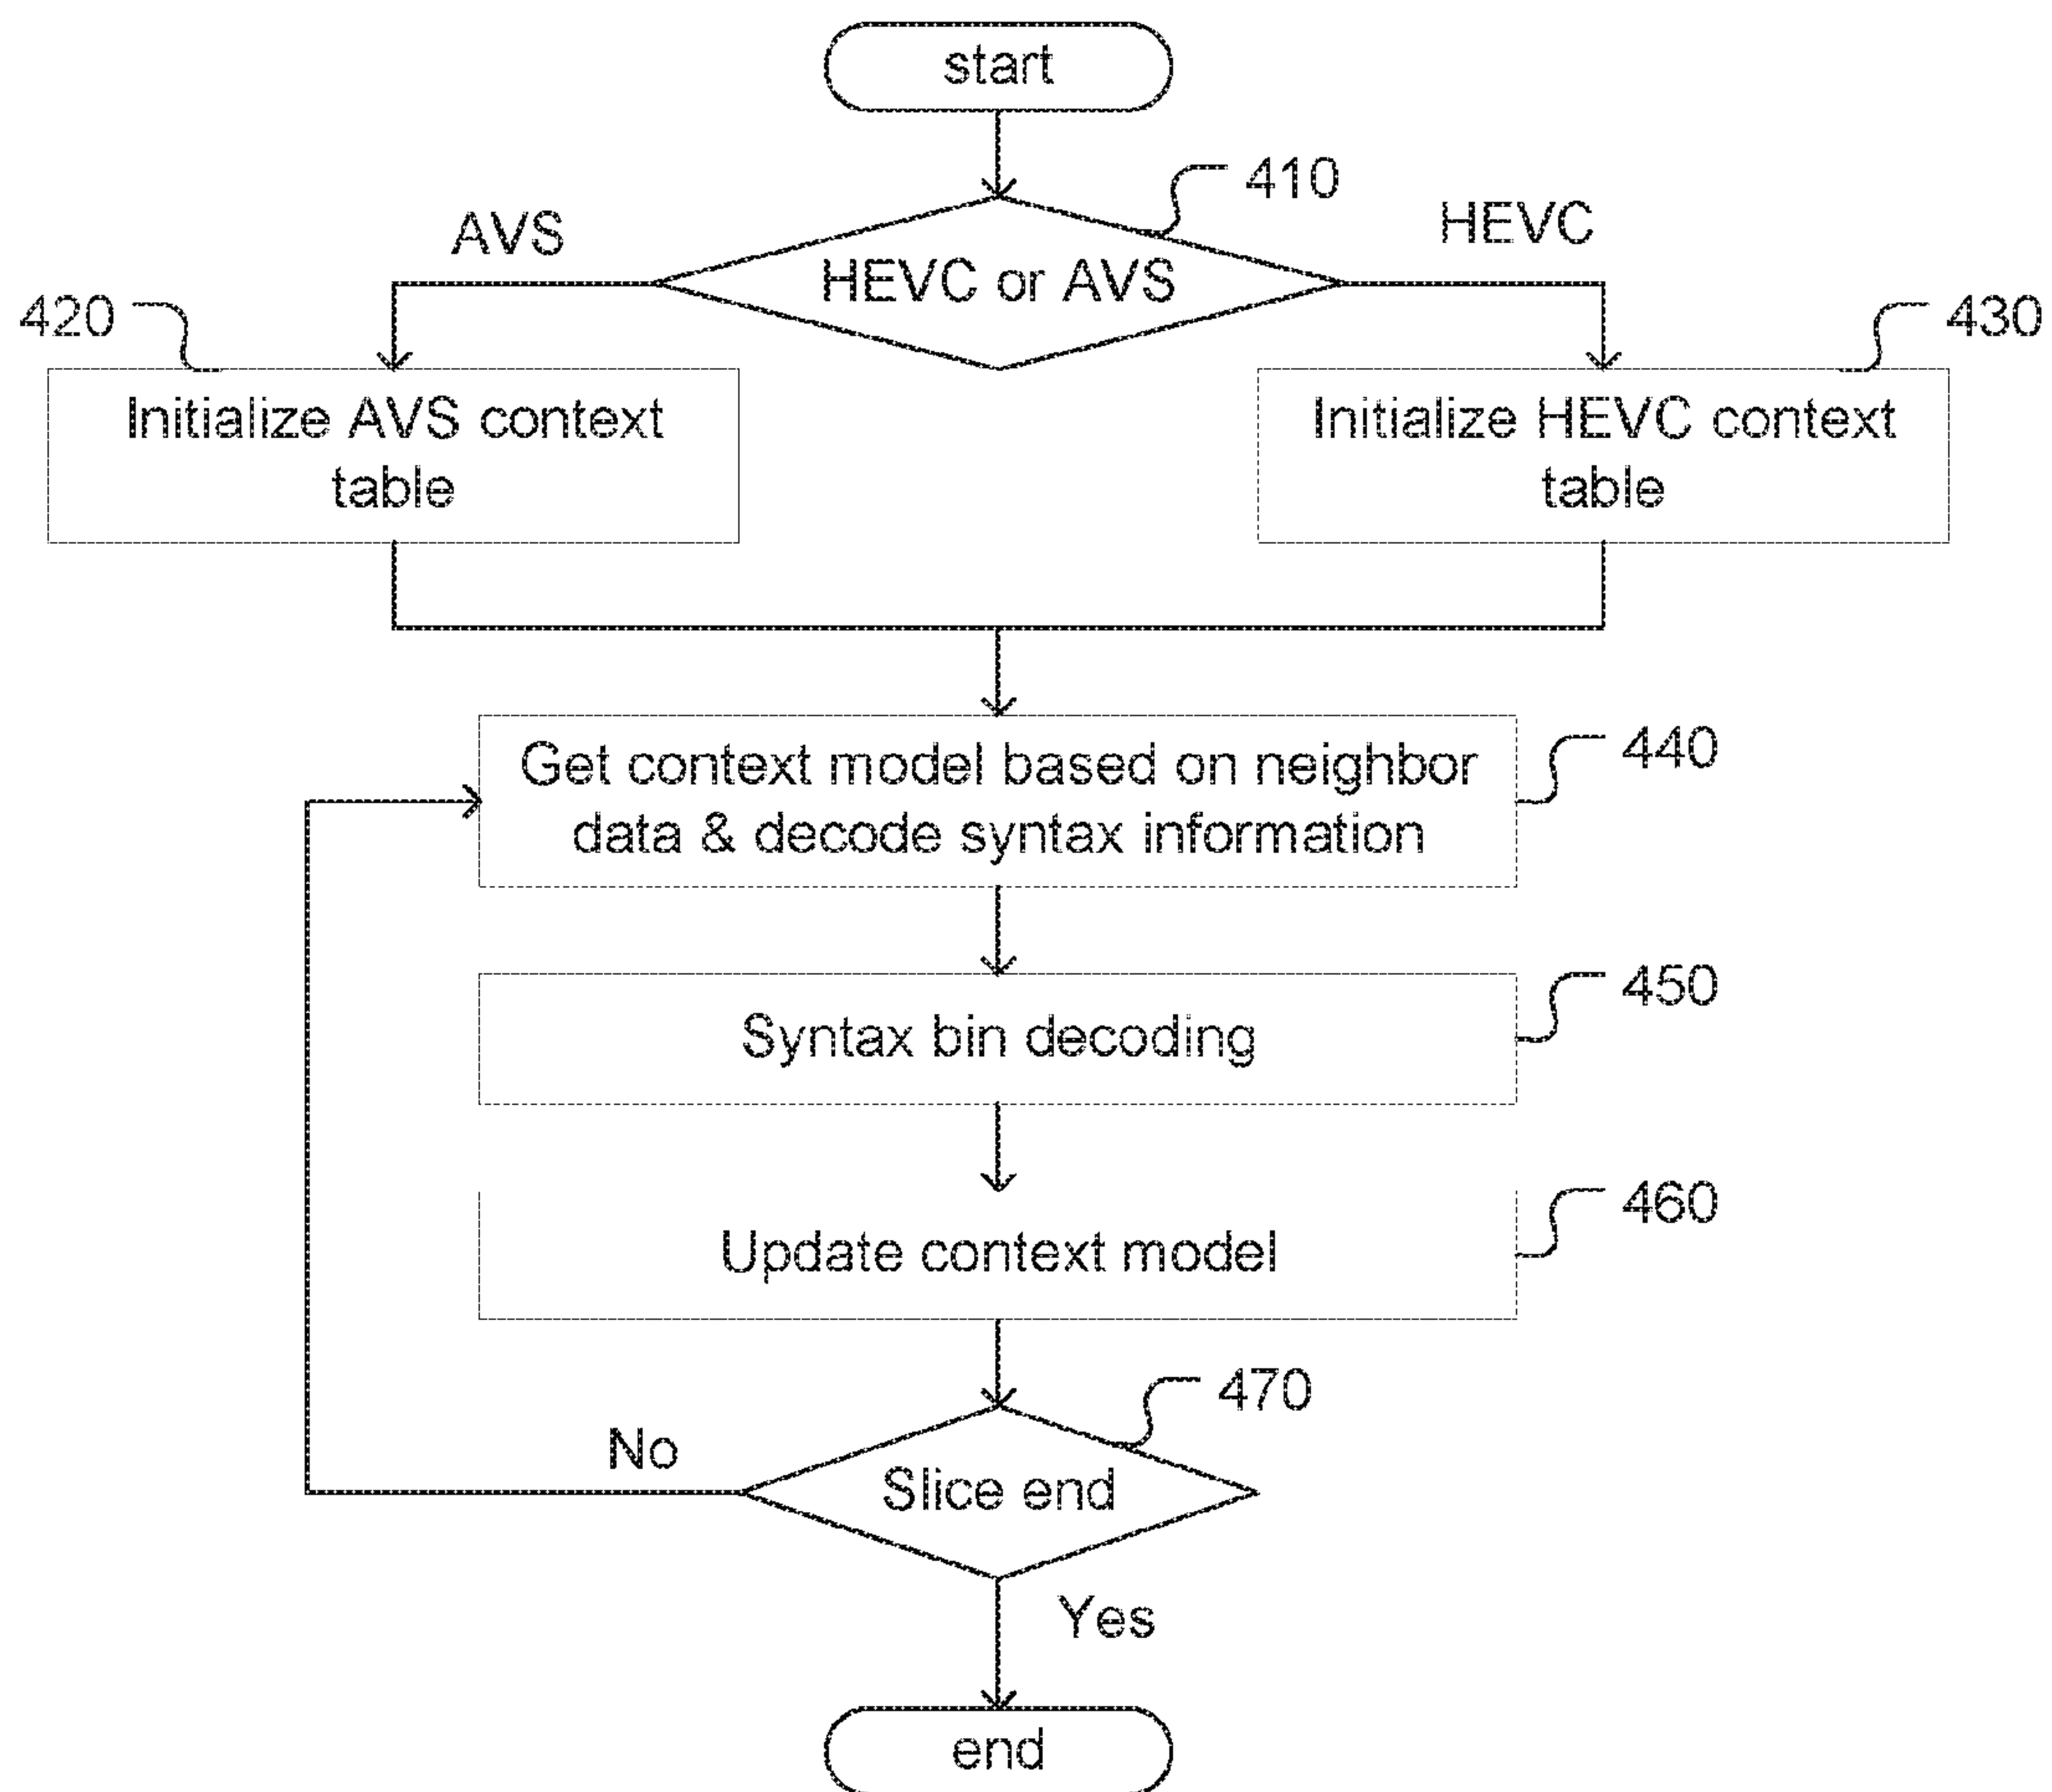 start
410
AVS
HEVC
HEVC or AVS
420
430
Initialize AVS context
table
Initialize HEVC context
table
Get context model based on neighbor
data & decode syntax information
440
Syntax bin decoding
450
Update context model
460
470
No
Slice end
Yes
end